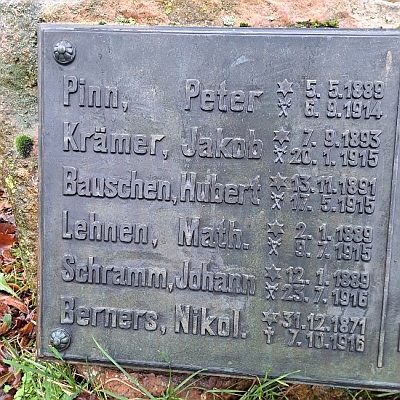 Pinn, Peter ☆ 5. 5. 1889
⚔ 6. 9. 1914
Krämer, Jakob ☆ 7. 9. 1893
⚔ 20. 1. 1915
Bauschen, Hubert ☆ 13. 11. 1891
⚔ 17. 5. 1915
Lehnen, Math. ☆ 2. 1. 1889
⚔ 9. 7. 1915
Schramm, Johann ☆ 12. 1. 1889
⚔ 23. 7. 1916
Berners, Nikol. ☆ 31. 12. 1871
† 7. 10. 1916